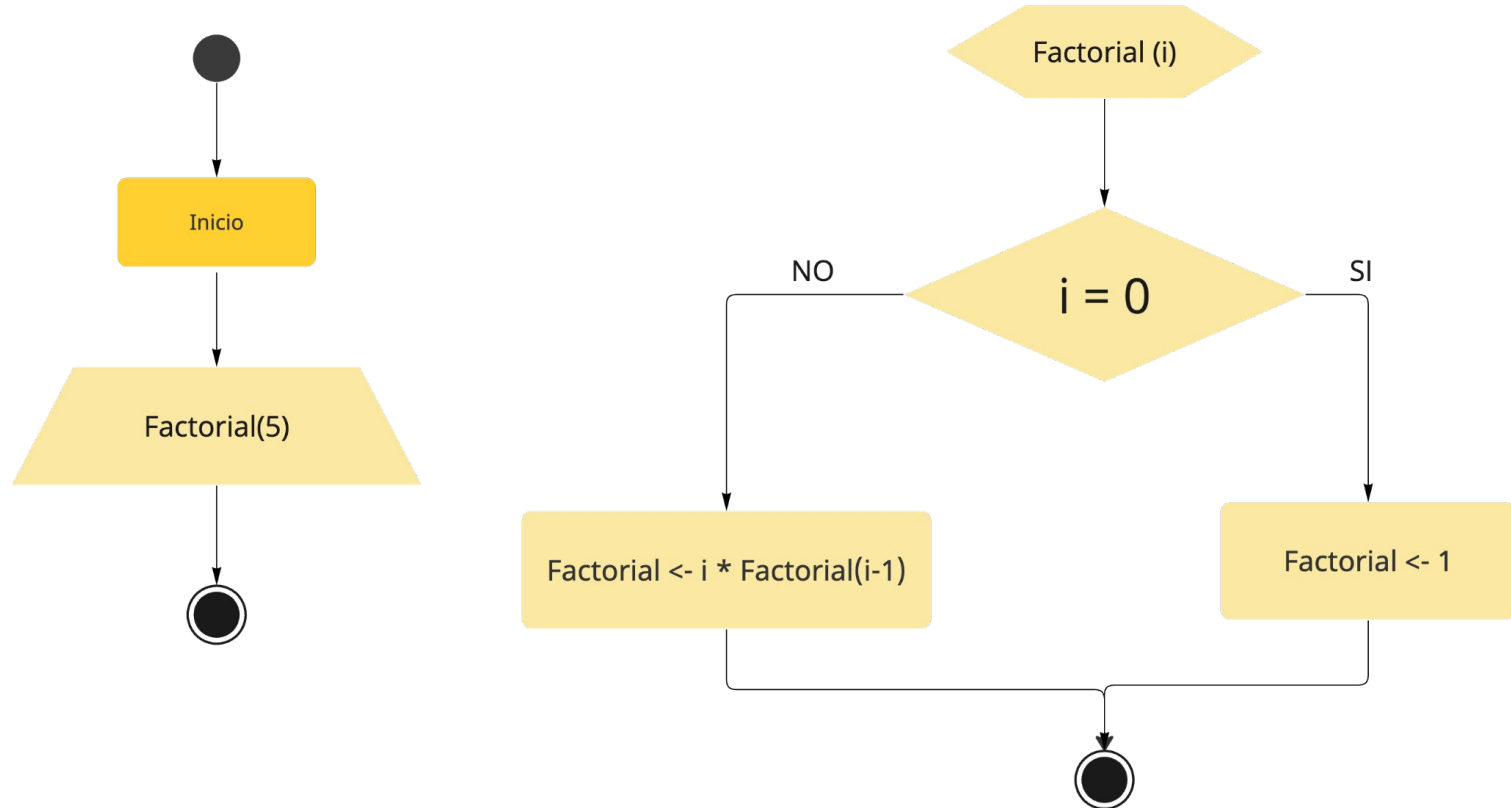 Inicio
Factorial(5)
Factorial (i)
i = 0
NO
SI
Factorial <- i * Factorial(i-1)
Factorial <- 1